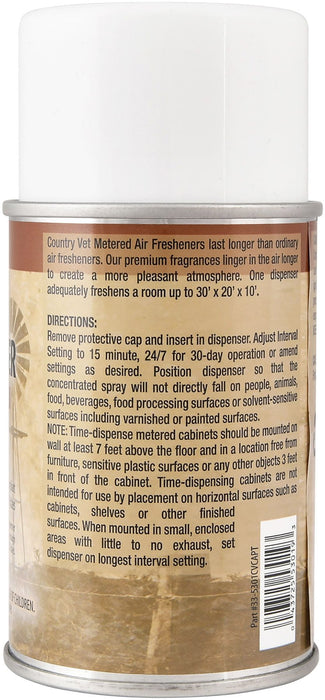 Country Vet Metered Air Fresheners last longer than ordinary
air fresheners. Our premium fragrances linger in the air longer
to create a more pleasant atmosphere. One dispenser
adequately freshens a room up to 30' x 20' x 10'.
DIRECTIONS:
Remove protective cap and insert in dispenser. Adjust Interval
Setting to 15 minute, 24/7 for 30-day operation or amend
settings as desired. Position dispenser so that the
concentrated spray will not directly fall on people, animals,
food, beverages, food processing surfaces or solvent-sensitive
surfaces including varnished or painted surfaces.
NOTE: Time-dispense metered cabinets should be mounted on
wall at least 7 feet above the floor and in a location free from
furniture, sensitive plastic surfaces or any other objects 3 feet
in front of the cabinet. Time-dispensing cabinets are not
intended for use by placement on horizontal surfaces such as
cabinets, shelves or other finished
surfaces. When mounted in small, enclosed
areas with little to no exhaust, set
dispenser on longest interval setting.
Part #33-5301CVCAPT
CHILDREN.